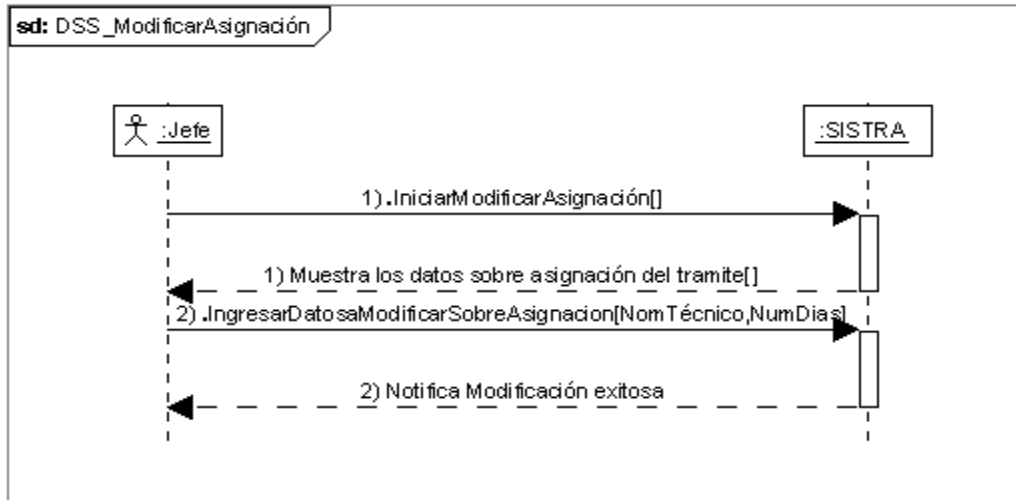 sd: DSS_ModificarAsignación
:Jefe
:SISTRA
1).IniciarModificarAsignación[]
1) Muestra los datos sobre asignación del tramite[]
2).IngresarDatosaModificarSobreAsignacion[NomTécnico,NumDias]
2) Notifica Modificación exitosa